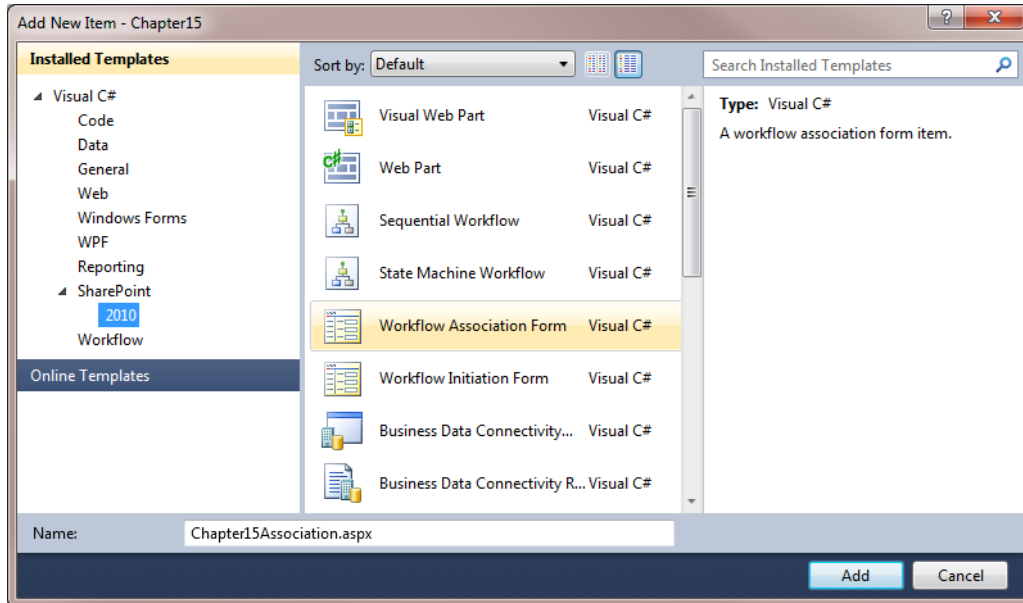 Add New Item - Chapter15
Installed Templates
Visual C#
Code
Data
General
Web
Windows Forms
WPF
Reporting
SharePoint
2010
Workflow
Online Templates
Sort by: Default
Visual Web Part Visual C#
Web Part Visual C#
Sequential Workflow Visual C#
State Machine Workflow Visual C#
Workflow Association Form Visual C#
Workflow Initiation Form Visual C#
Business Data Connectivity... Visual C#
Business Data Connectivity R... Visual C#
Search Installed Templates
Type: Visual C#
A workflow association form item.
Name: Chapter15Association.aspx
Add Cancel